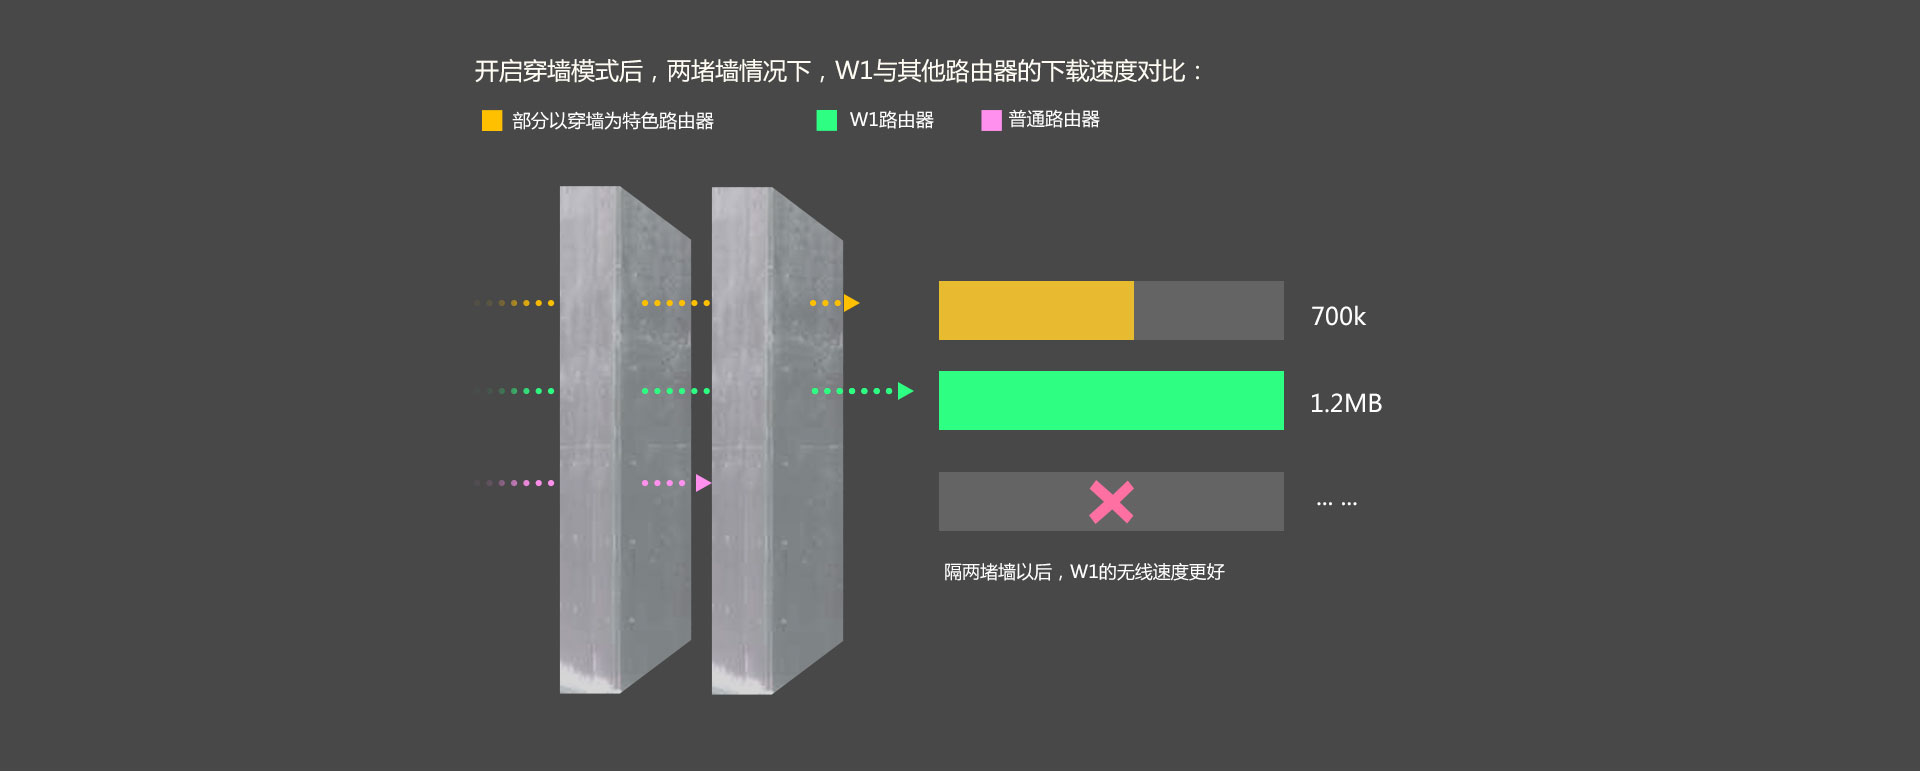 开启穿墙模式后，两堵墙情况下，W1与其他路由器的下载速度对比：
部分以穿墙为特色路由器 W1路由器 普通路由器
700k
1.2MB
... ...
隔两堵墙以后，W1的无线速度更好